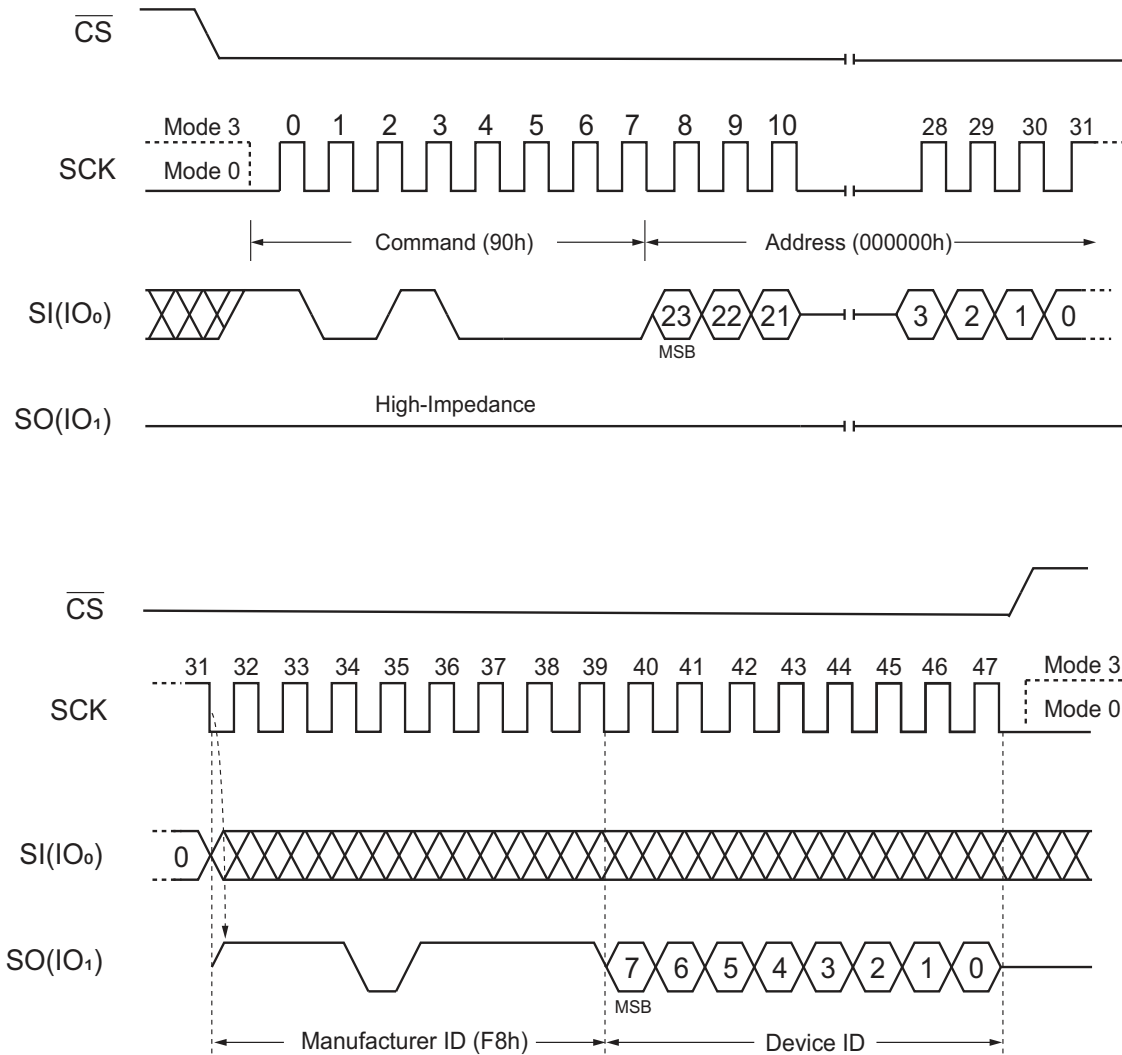 CS
Mode 3 0 1 2 3 4 5 6 7 8 9 10 28 29 30 31
SCK Mode 0
Command (90h) Address (000000h)
SI(IO₀) 23 22 21 3 2 1 0
MSB
High-Impedance
SO(IO₁)
CS
31 32 33 34 35 36 37 38 39 40 41 42 43 44 45 46 47 Mode 3
SCK Mode 0
SI(IO₀) 0
SO(IO₁) 7 6 5 4 3 2 1 0
MSB
Manufacturer ID (F8h) Device ID